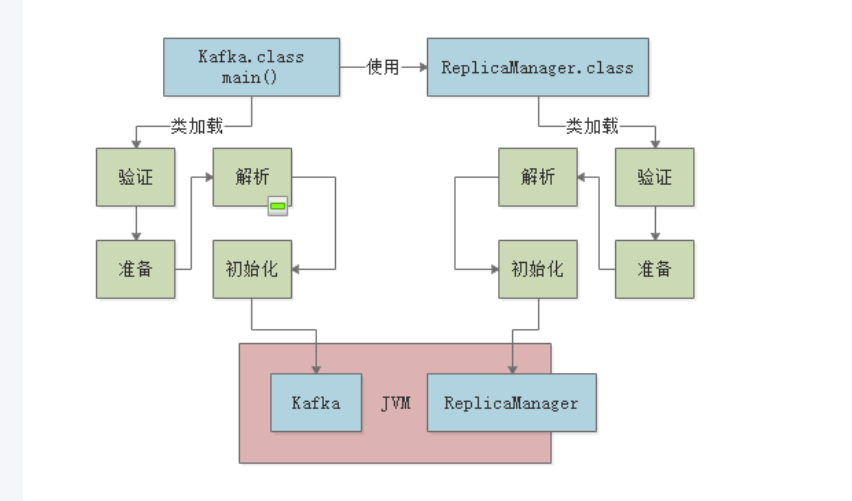 Kafka.class
main()
使用
ReplicaManager.class
类加载
类加载
验证
解析
解析
验证
准备
初始化
初始化
准备
Kafka
JVM
ReplicaManager